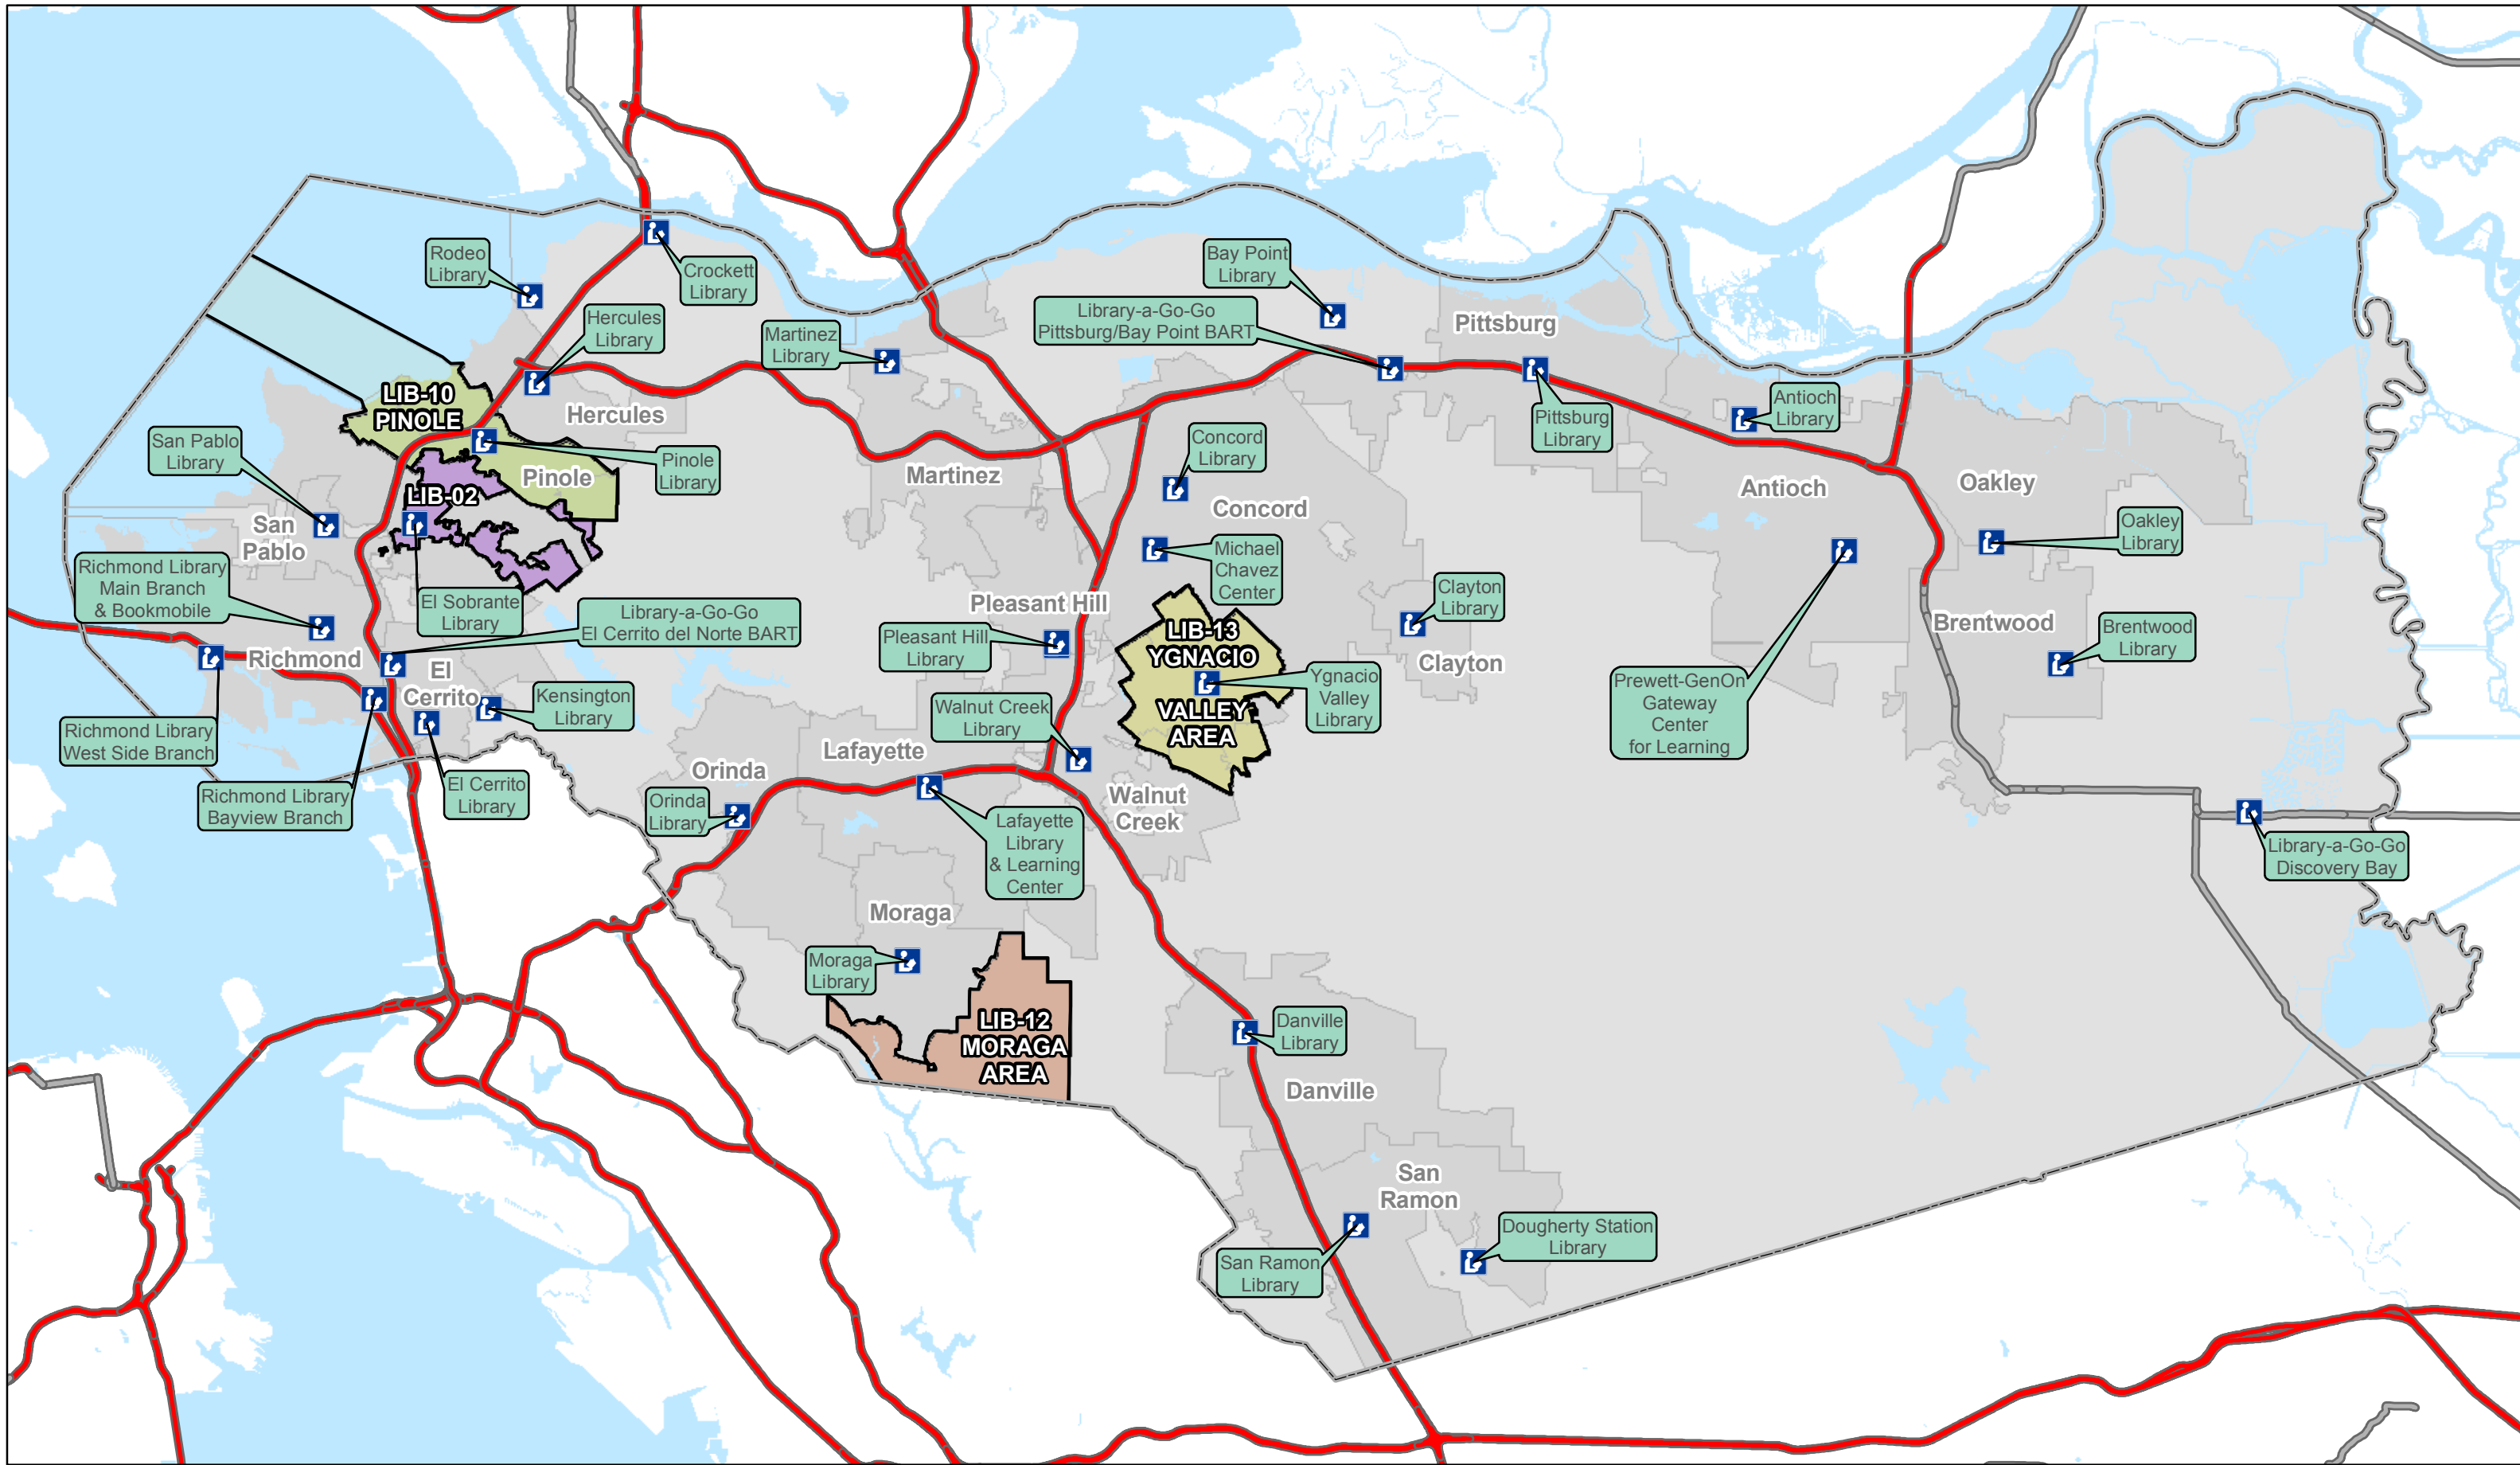 Rodeo
Library
Crockett
Library
Hercules
Library
Martinez
Library
Bay Point
Library
Library-a-Go-Go
Pittsburg/Bay Point BART
Pittsburg
LIB-10
PINOLE
Hercules
San Pablo
Library
Pinole
Library
Pinole
LIB-02
San
Pablo
Martinez
Concord
Library
Concord
Pittsburg
Library
Antioch
Library
Antioch
Oakley
Oakley
Library
Richmond Library
Main Branch
& Bookmobile
El Sobrante
Library
Library-a-Go-Go
El Cerrito del Norte BART
Michael
Chavez
Center
Pleasant Hill
Pleasant Hill
Library
LIB-13
YGNACIO
VALLEY
AREA
Clayton
Library
Clayton
Brentwood
Brentwood
Library
Richmond
El
Cerrito
Kensington
Library
Walnut Creek
Library
Ygnacio
Valley
Library
Prewett-GenOn
Gateway
Center
for Learning
Richmond Library
West Side Branch
Richmond Library
Bayview Branch
El Cerrito
Library
Orinda
Lafayette
Orinda
Library
Lafayette
Library
& Learning
Center
Walnut
Creek
Library-a-Go-Go
Discovery Bay
Moraga
Moraga
Library
LIB-12
MORAGA
AREA
Danville
Library
Danville
San
Ramon
San Ramon
Library
Dougherty Station
Library